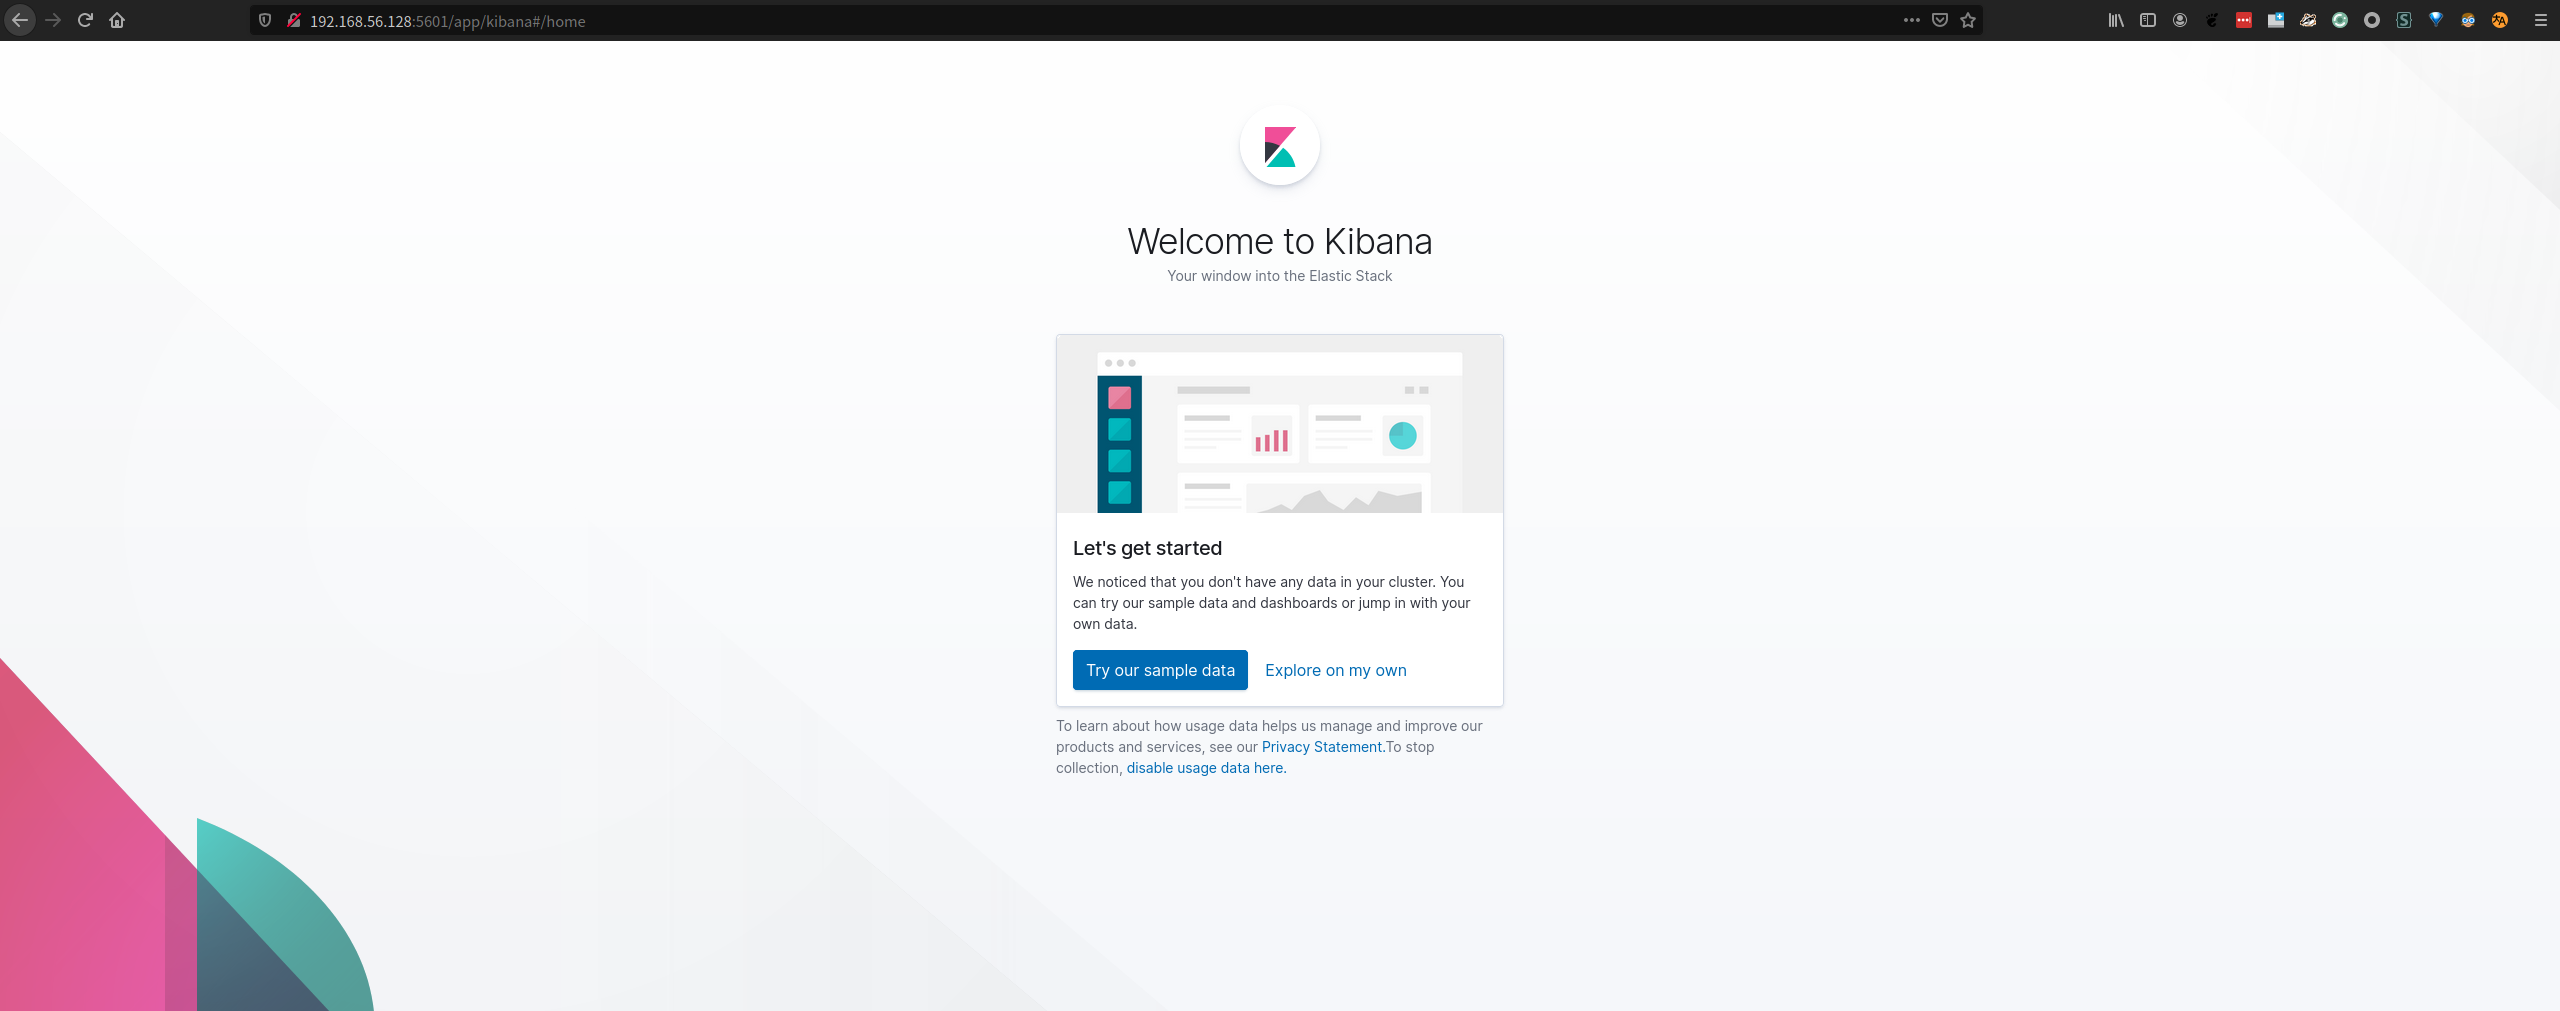 192.168.56.128:5601/app/kibana#/home
Welcome to Kibana
Your window into the Elastic Stack
Let's get started
We noticed that you don't have any data in your cluster. You
can try our sample data and dashboards or jump in with your
own data.
Try our sample data
Explore on my own
To learn about how usage data helps us manage and improve our
products and services, see our Privacy Statement.To stop
collection, disable usage data here.